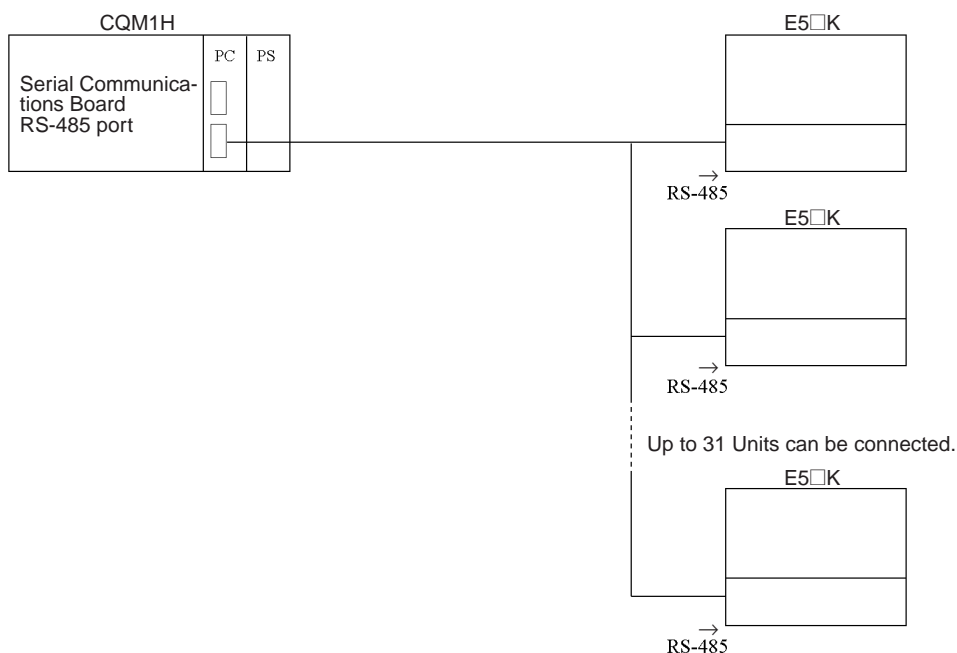 CQM1H
E5□K
PC
PS
Serial Communica-
tions Board
RS-485 port
→
RS-485
E5□K
→
RS-485
Up to 31 Units can be connected.
E5□K
→
RS-485